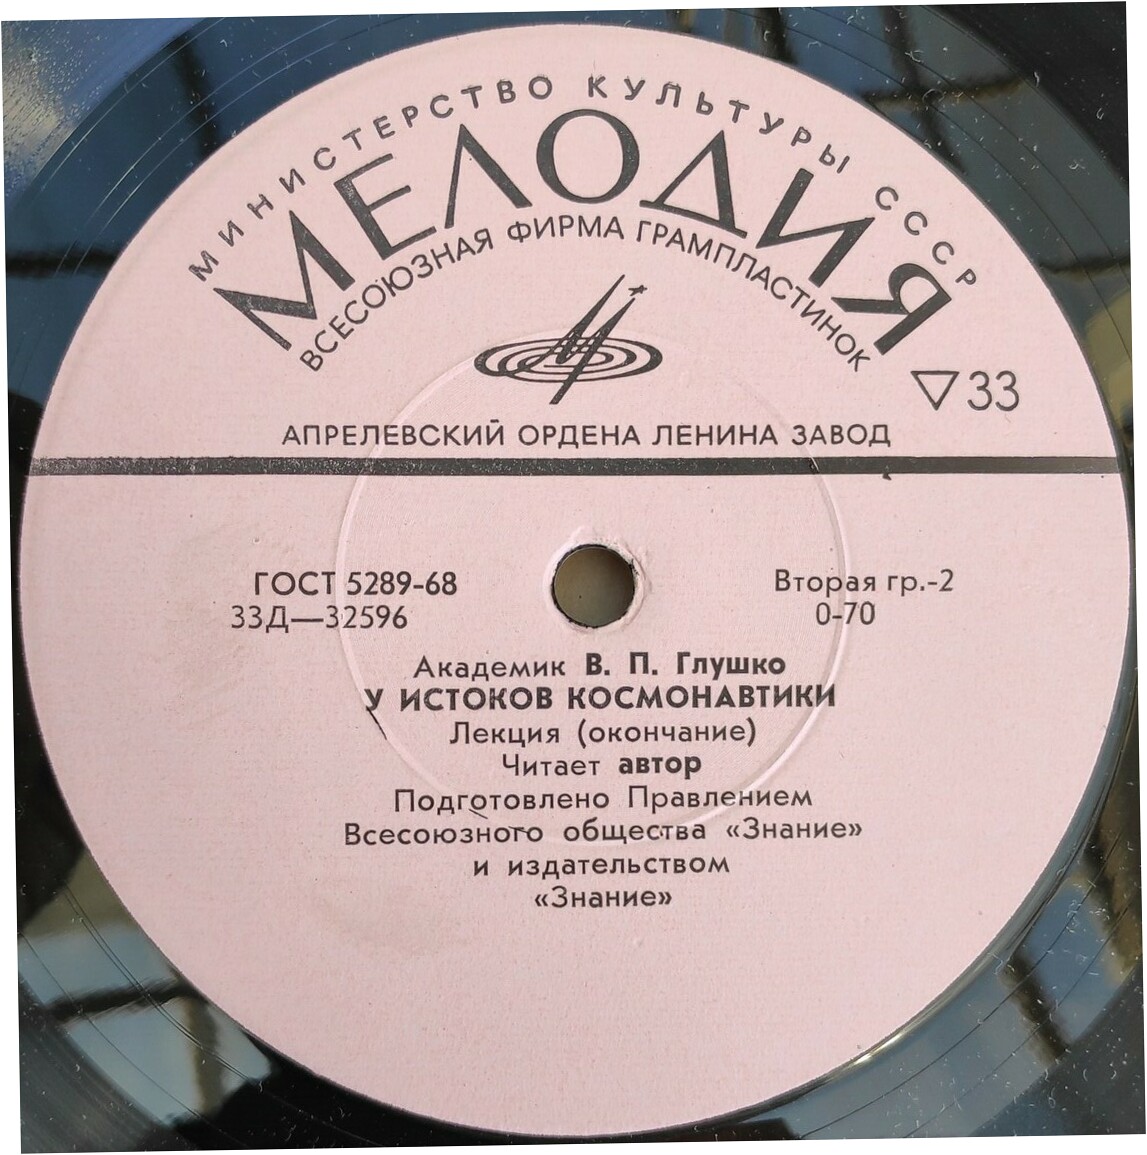 МИНИСТЕРСТВО КУЛЬТУРЫ СССР
МЕЛОДИЯ
ВСЕСОЮЗНАЯ ФИРМА ГРАМПЛАСТИНОК
▽33
АПРЕЛЕВСКИЙ ОРДЕНА ЛЕНИНА ЗАВОД
ГОСТ 5289-68
33Д—32596
Вторая гр.-2
0-70
Академик В. П. Глушко
У ИСТОКОВ КОСМОНАВТИКИ
Лекция (окончание)
Читает автор
Подготовлено Правлением
Всесоюзного общества «Знание»
и издательством
«Знание»